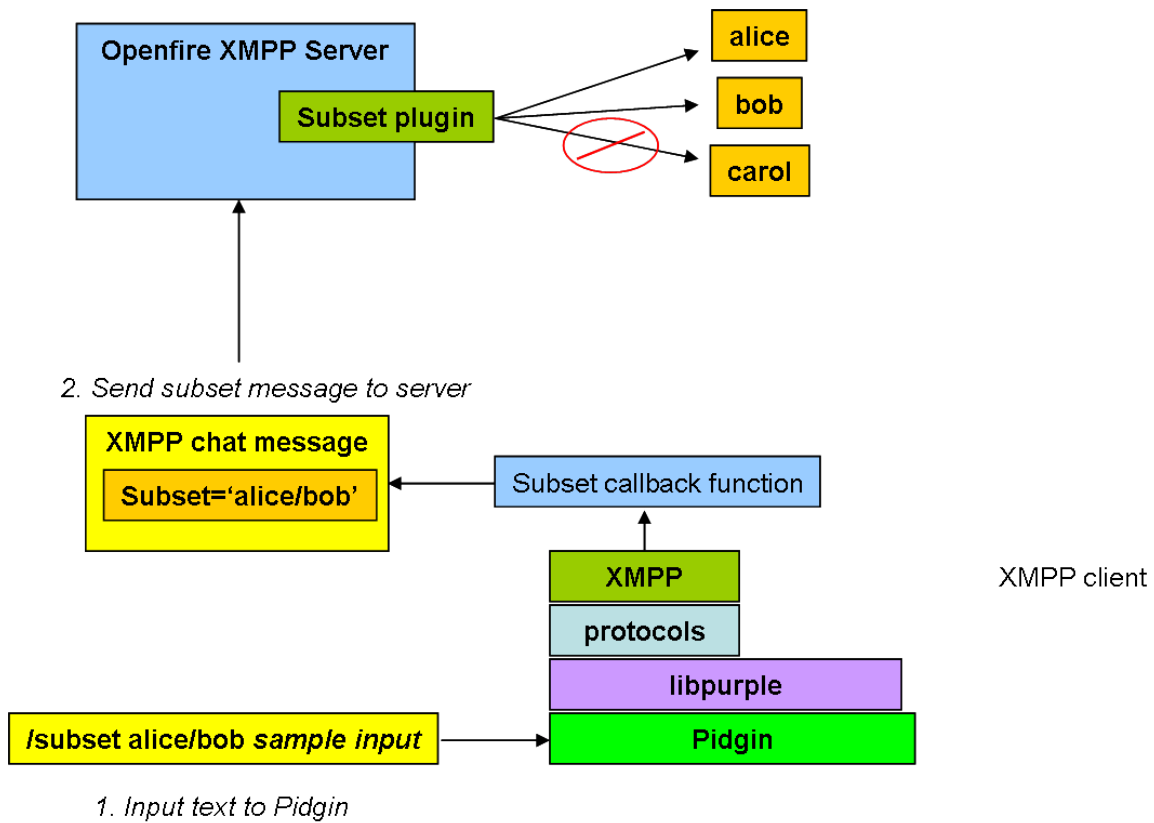 Openfire XMPP Server
alice
Subset plugin
bob
carol
2. Send subset message to server
XMPP chat message
Subset=‘alice/bob’
Subset callback function
XMPP
XMPP client
protocols
libpurple
/subset alice/bob sample input
Pidgin
1. Input text to Pidgin